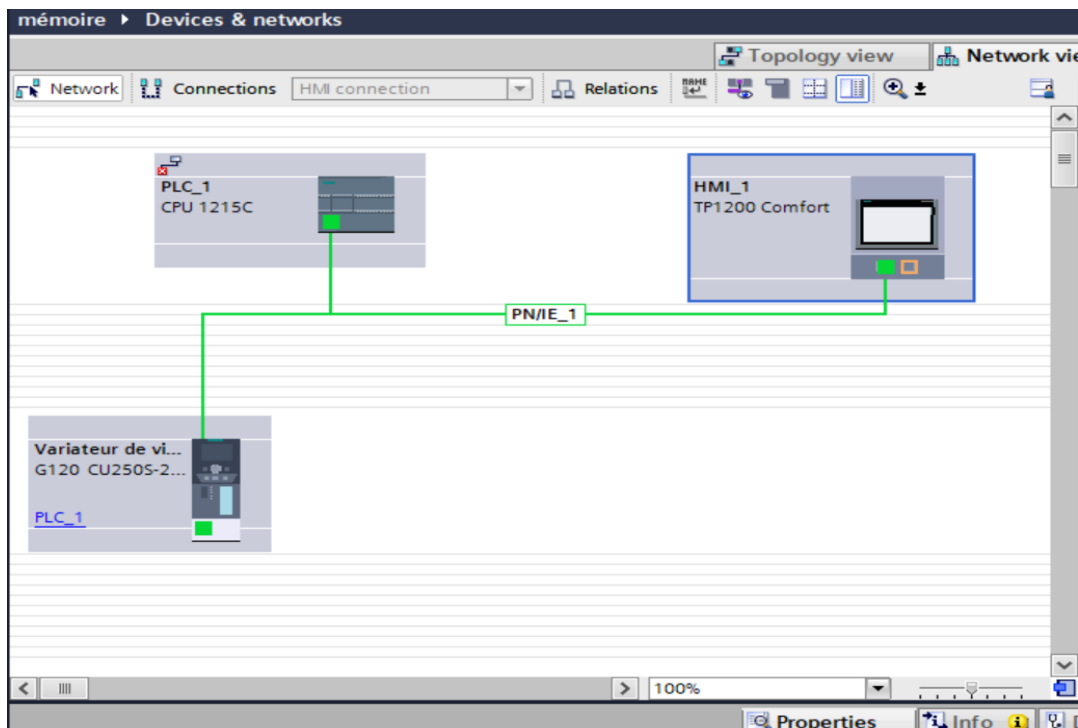 mémoire ▸ Devices & networks
Topology view
Network vie
Network
Connections
HMI connection
Relations
NAME
PLC_1
CPU 1215C
HMI_1
TP1200 Comfort
PN/IE_1
Variateur de vi...
G120 CU250S-2...
PLC_1
100%
Properties
Info